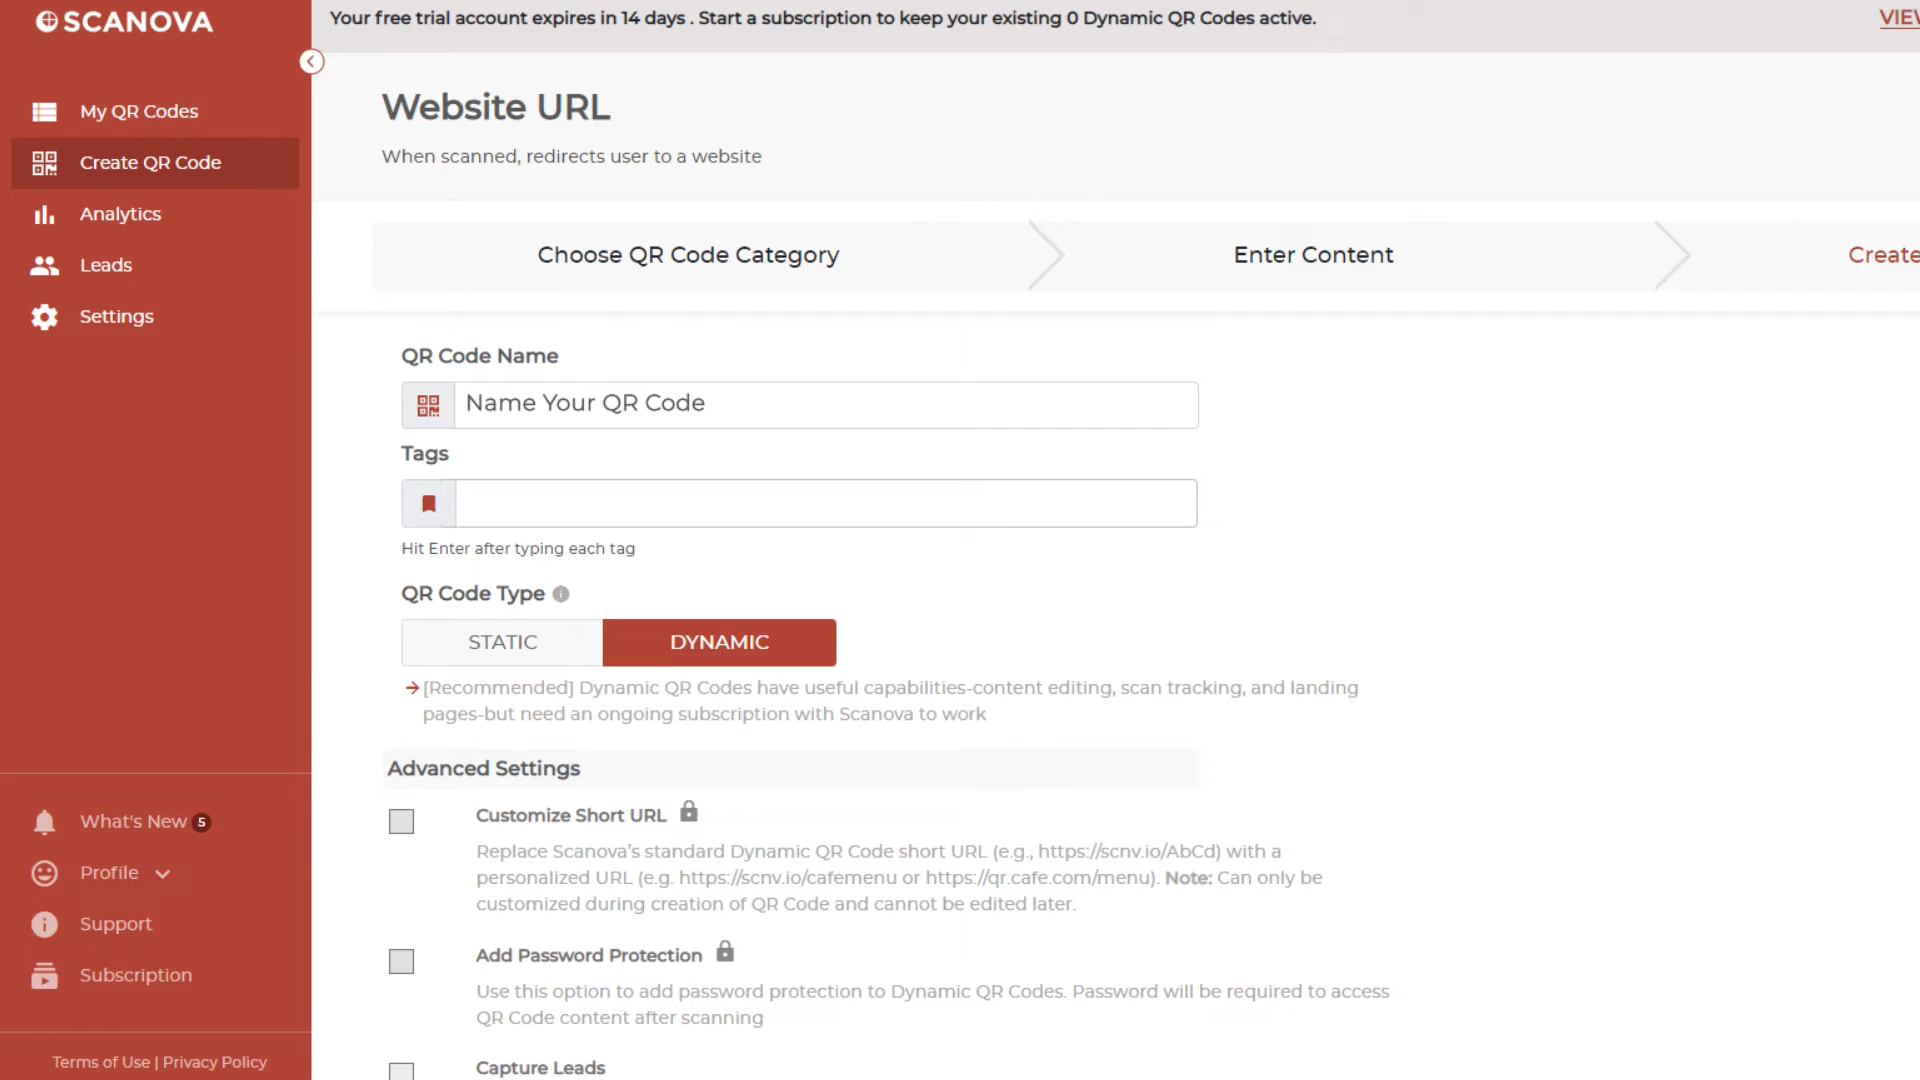 SCANOVA
Your free trial account expires in 14 days . Start a subscription to keep your existing 0 Dynamic QR Codes active.
My QR Codes
Create QR Code
Analytics
Leads
Settings
What's New 5
Profile
Support
Subscription
Terms of Use | Privacy Policy
Website URL
When scanned, redirects user to a website
Choose QR Code Category
Enter Content
Create
QR Code Name
Name Your QR Code
Tags
Hit Enter after typing each tag
QR Code Type
STATIC
DYNAMIC
[Recommended] Dynamic QR Codes have useful capabilities-content editing, scan tracking, and landing
pages-but need an ongoing subscription with Scanova to work
Advanced Settings
Customize Short URL
Replace Scanova’s standard Dynamic QR Code short URL (e.g., https://scnv.io/AbCd) with a
personalized URL (e.g. https://scnv.io/cafemenu or https://qr.cafe.com/menu). Note: Can only be
customized during creation of QR Code and cannot be edited later.
Add Password Protection
Use this option to add password protection to Dynamic QR Codes. Password will be required to access
QR Code content after scanning
Capture Leads